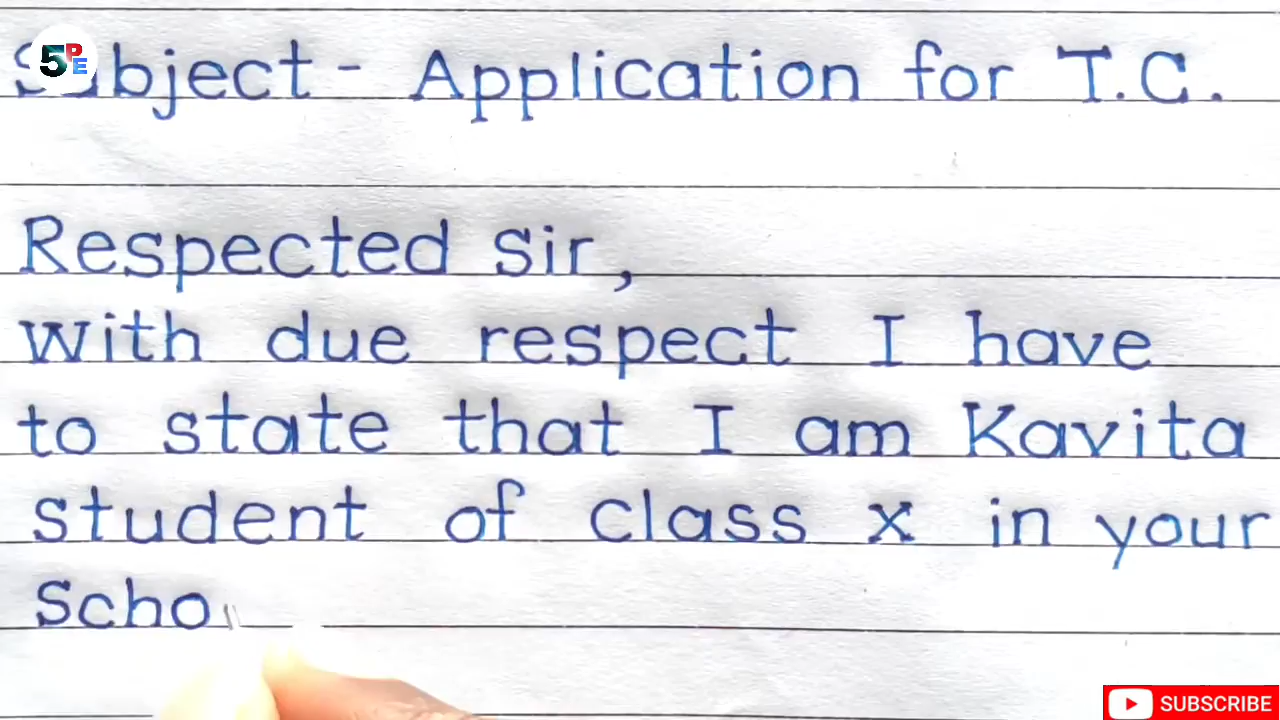 5PE
Subject - Application for T.C.
Respected Sir,
With due respect I have
to state that I am Kavita
student of class X in your
SUBSCRIBE